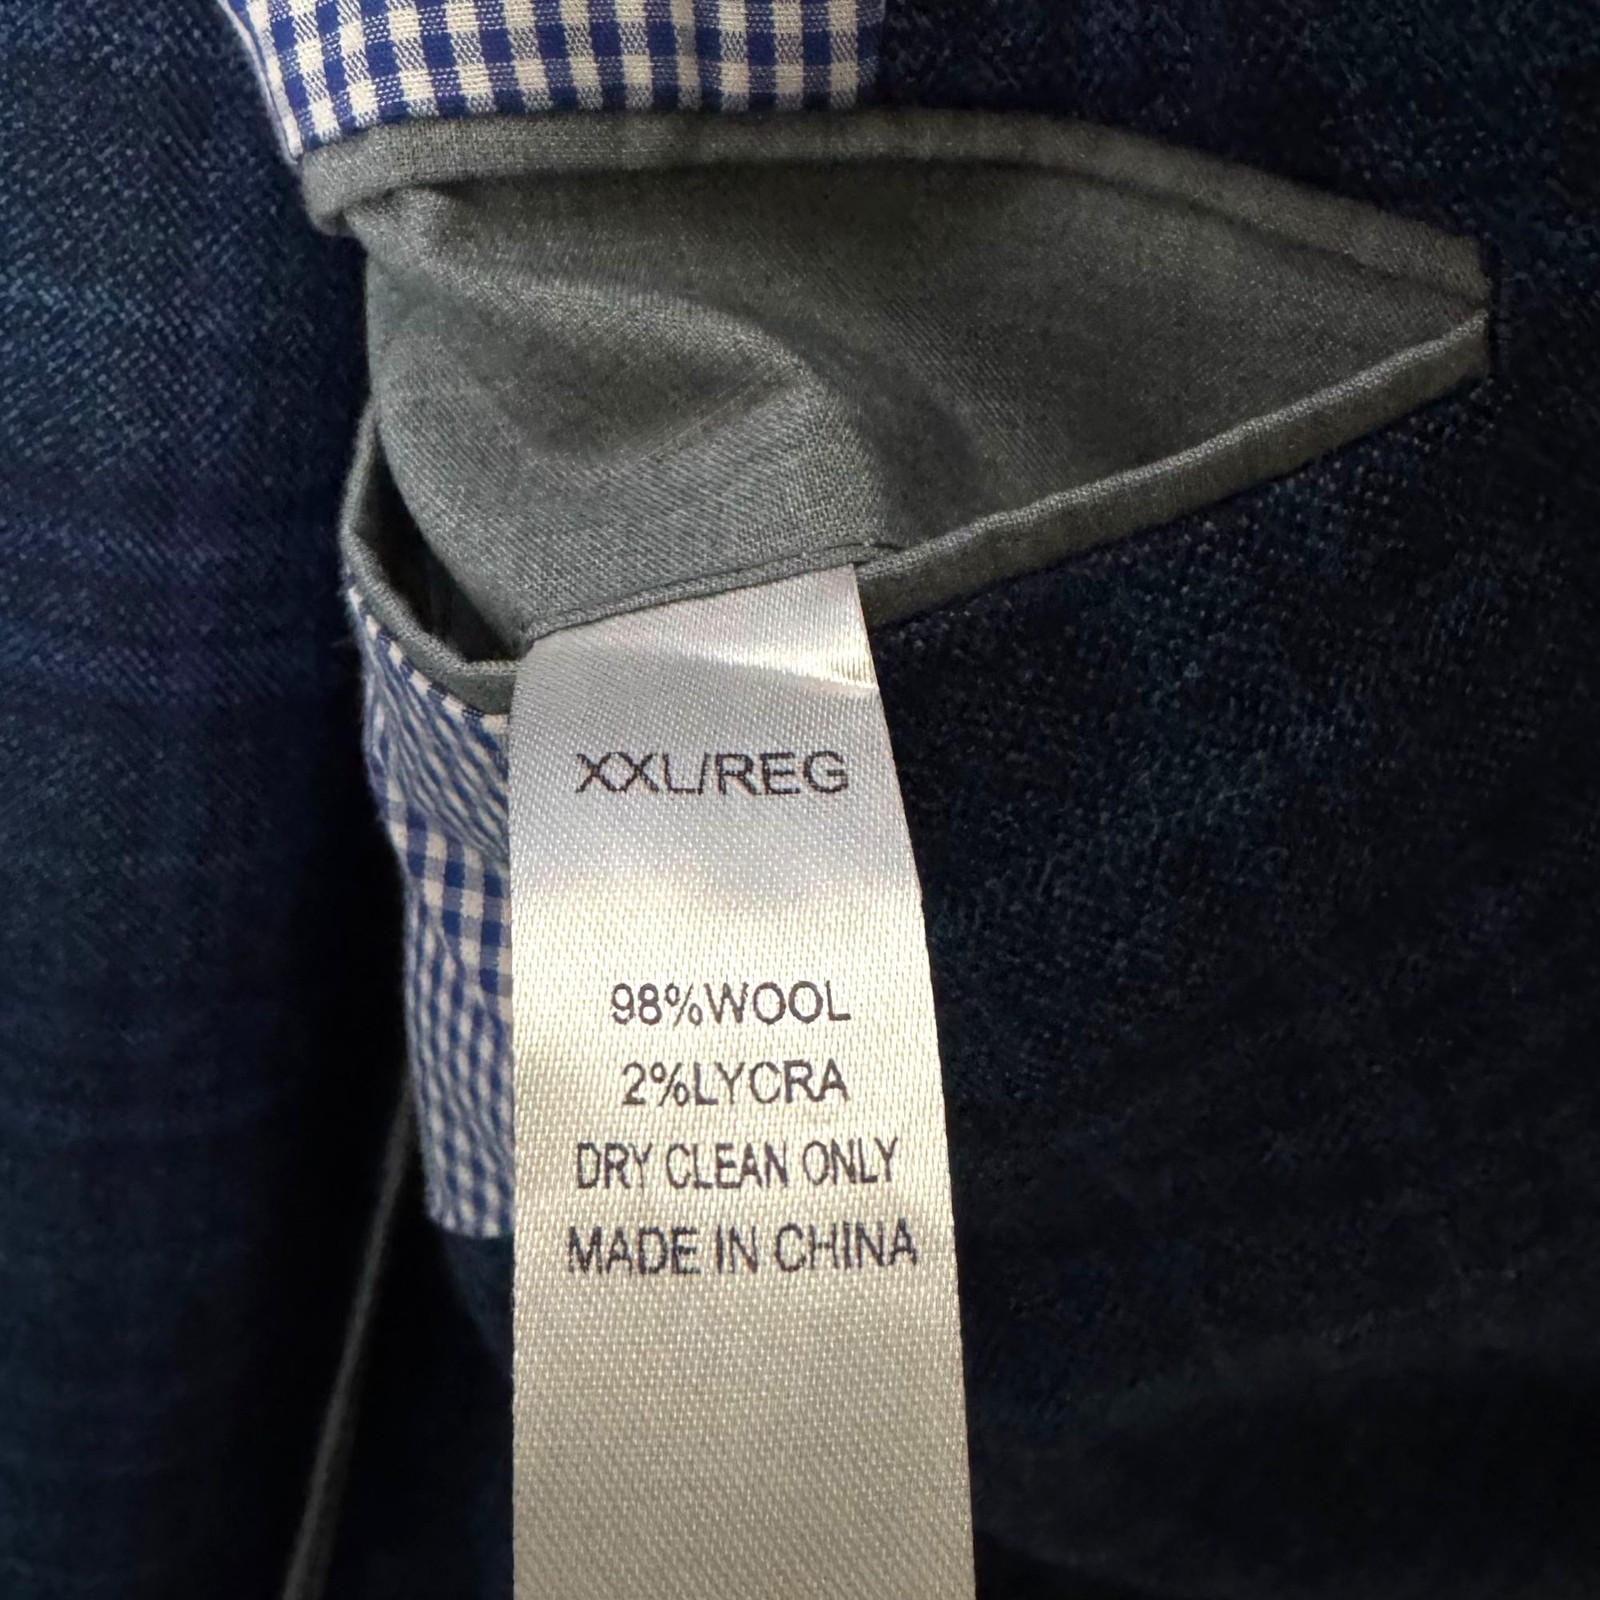 XXL/REG
98%WOOL
2%LYCRA
DRY CLEAN ONLY
MADE IN CHINA